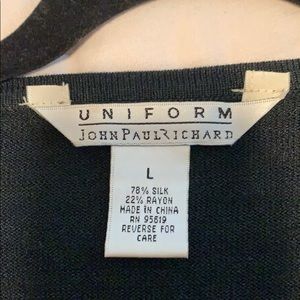 UNIFORM
JOHN PAUL RICHARD
L
78% SILK
22% RAYON
MADE IN CHINA
RN 95619
REVERSE FOR
CARE